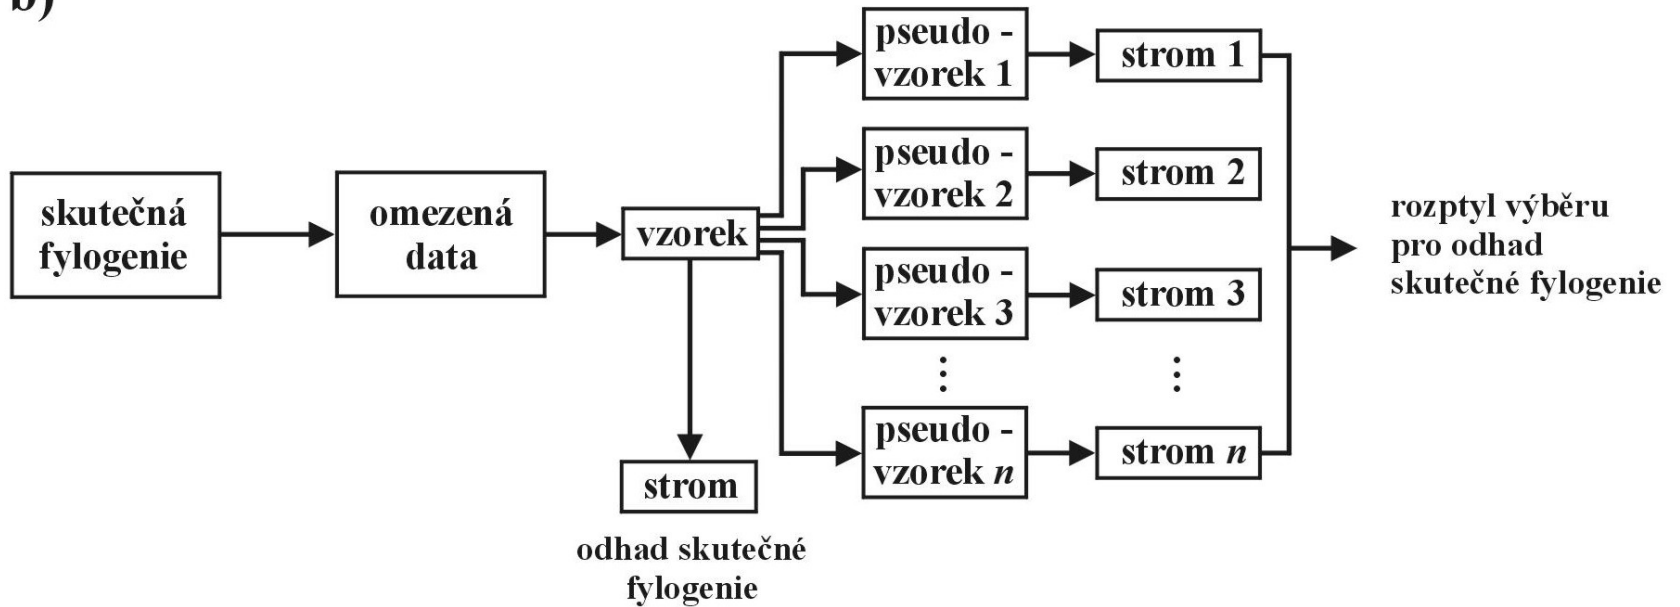 b)
skutečná
fylogenie
omezená
data
vzorek
strom
odhad skutečné
fylogenie
pseudo -
vzorek 1
strom 1
pseudo -
vzorek 2
strom 2
pseudo -
vzorek 3
strom 3
pseudo -
vzorek n
strom n
rozptyl výběru
pro odhad
skutečné fylogenie